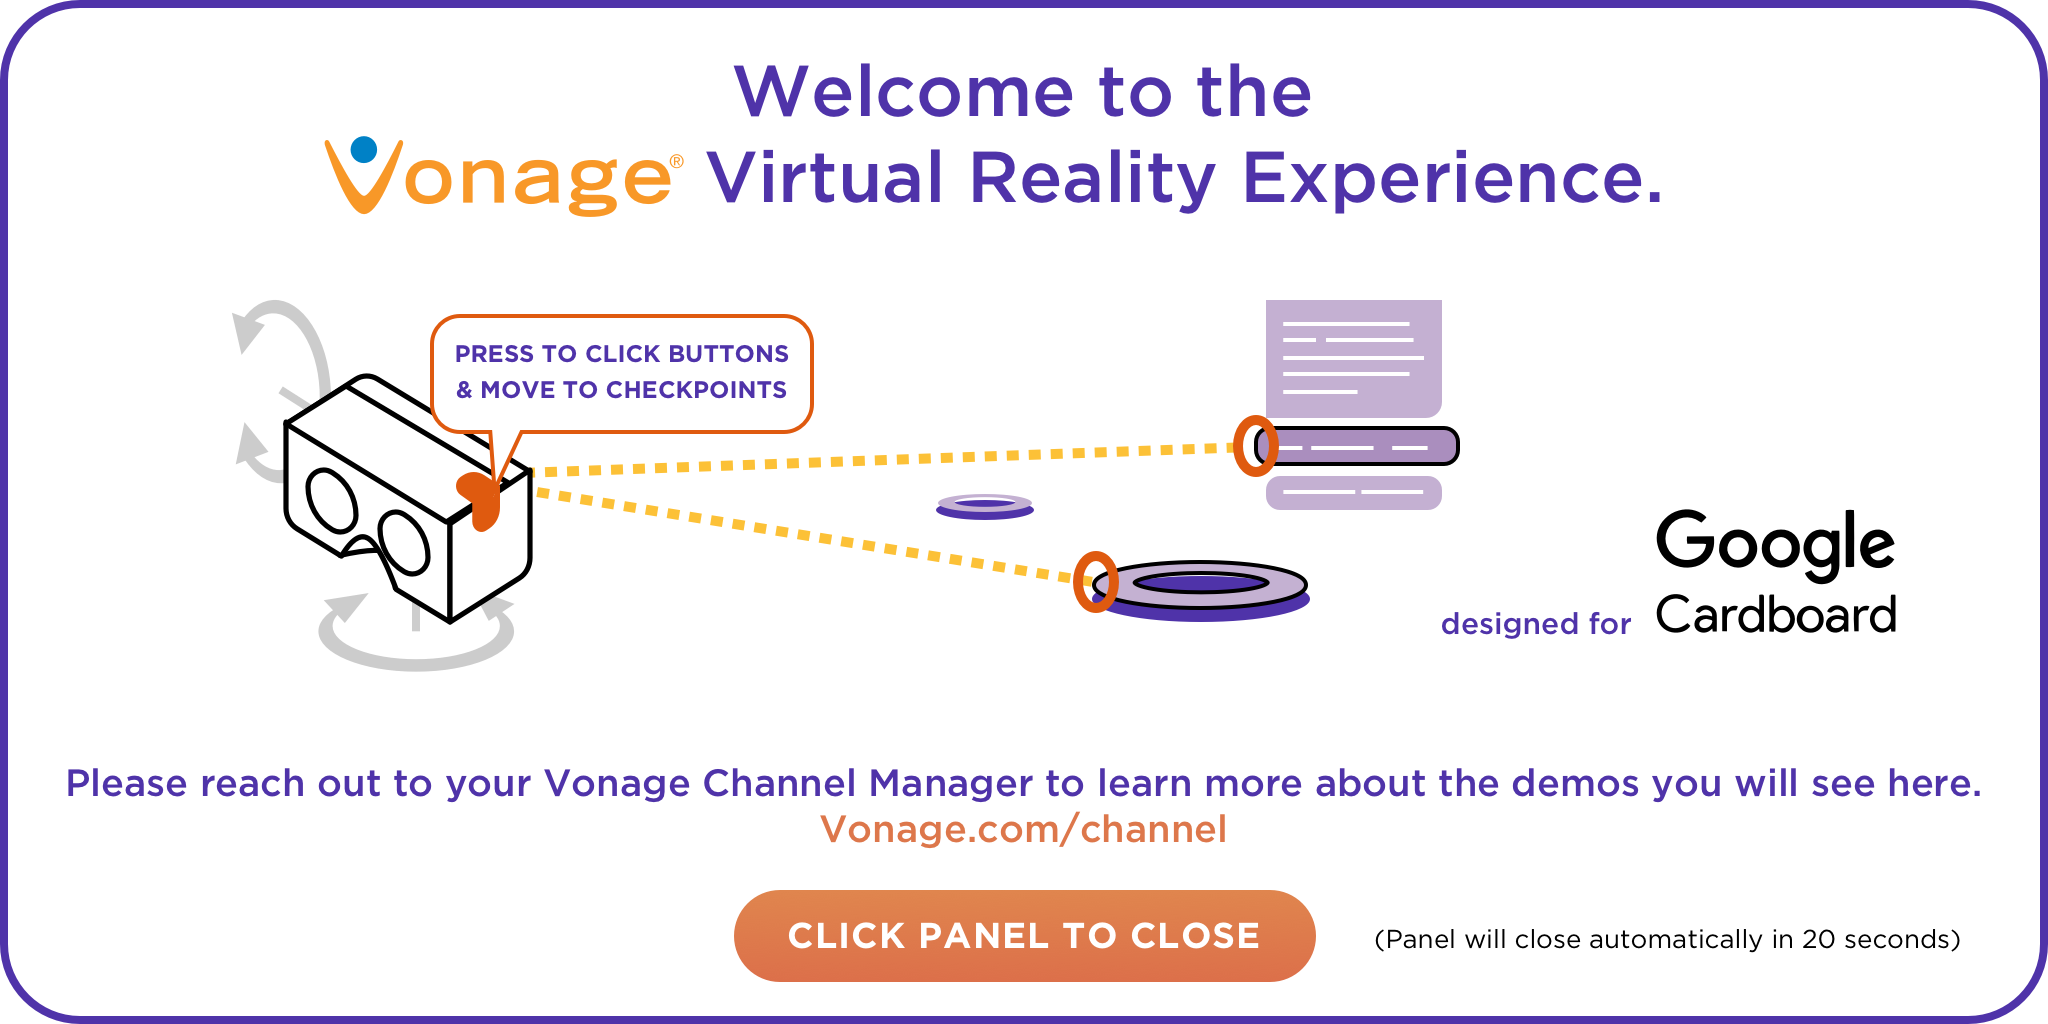 Welcome to the
Vonage® Virtual Reality Experience.
PRESS TO CLICK BUTTONS
& MOVE TO CHECKPOINTS
designed for Google Cardboard
Please reach out to your Vonage Channel Manager to learn more about the demos you will see here.
Vonage.com/channel
CLICK PANEL TO CLOSE
(Panel will close automatically in 20 seconds)